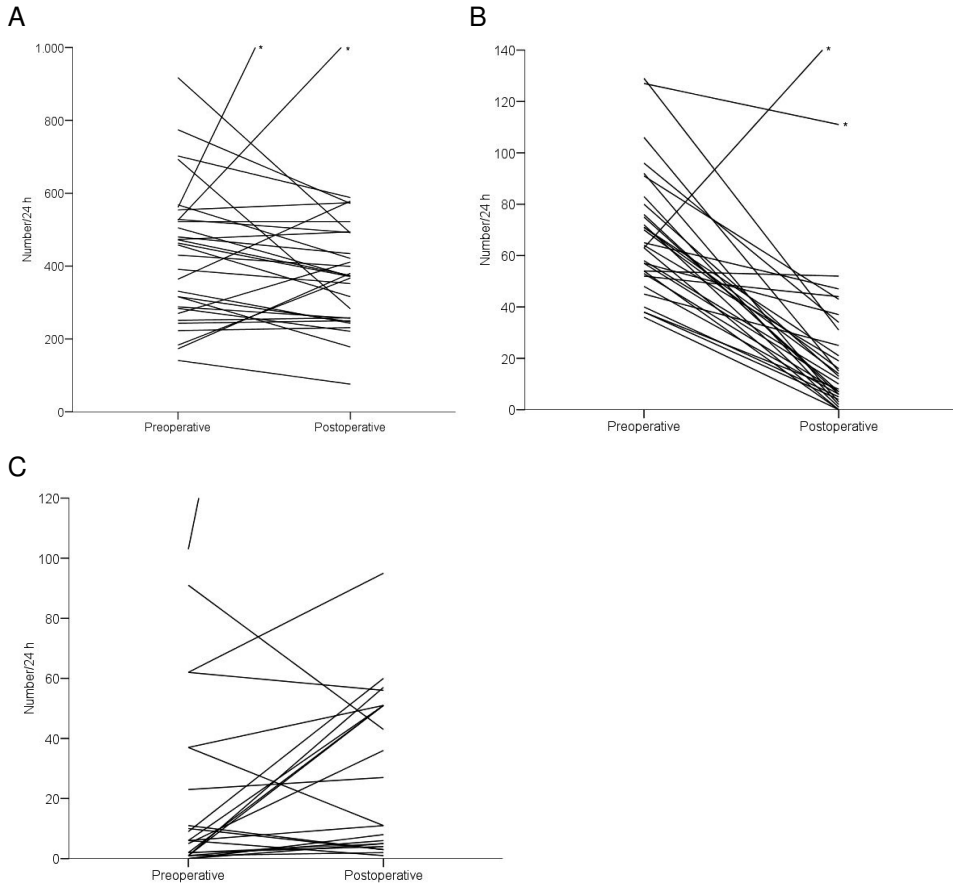 A
B
1.000
800
600
400
200
0
Number/24 h
*
*
Preoperative
Postoperative
140
120
100
80
60
40
20
0
Number/24 h
*
*
Preoperative
Postoperative
C
120
100
80
60
40
20
0
Number/24 h
Preoperative
Postoperative